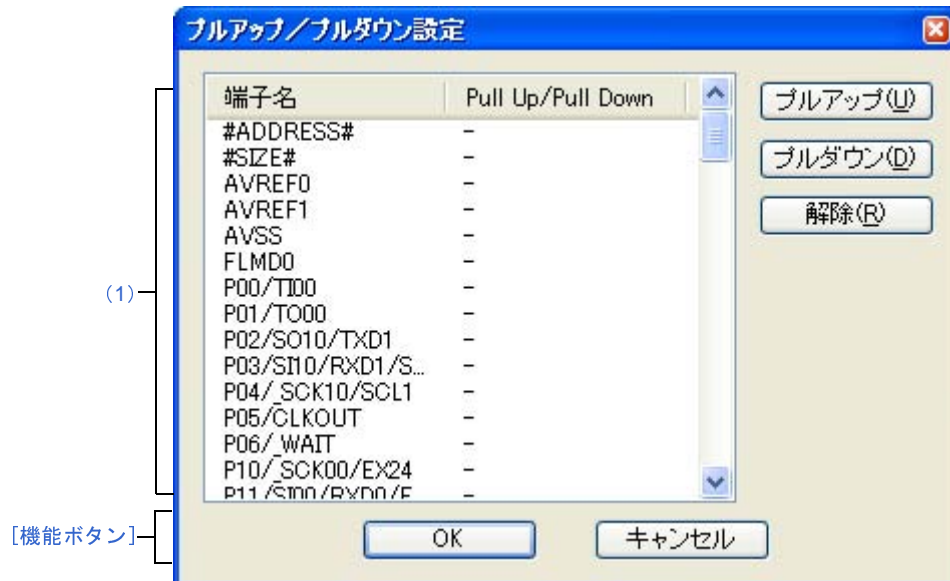 プルアップ／プルダウン設定
端子名 Pull Up/Pull Down
#ADDRESS# -
#SIZE# -
AVREF0 -
AVREF1 -
AVSS -
FLMD0 -
P00/TI00 -
P01/TO00 -
P02/SO10/TXD1 -
P03/SI10/RXD1/S... -
P04/_SCK10/SCL1 -
P05/CLKOUT -
P06/_WAIT -
P10/_SCK00/EX24 -
P11/SI00/RXD0/E -
プルアップ(U)
プルダウン(D)
解除(R)
(1)
[機能ボタン]
OK
キャンセル